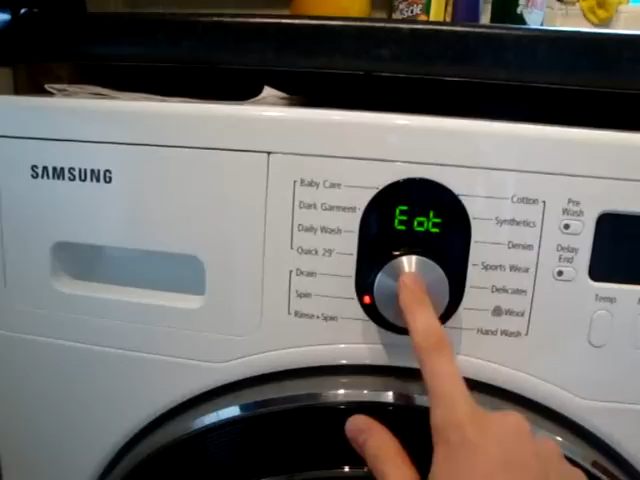 SAMSUNG
Baby Care
Dark Garment
Daily Wash
Quick 29'
Drain
Spin
Rinse+Spin
Eot
Cotton
Synthetics
Denim
Sports Wear
Delicates
Wool
Hand Wash
Pre
Wash
Delay
End
Temp